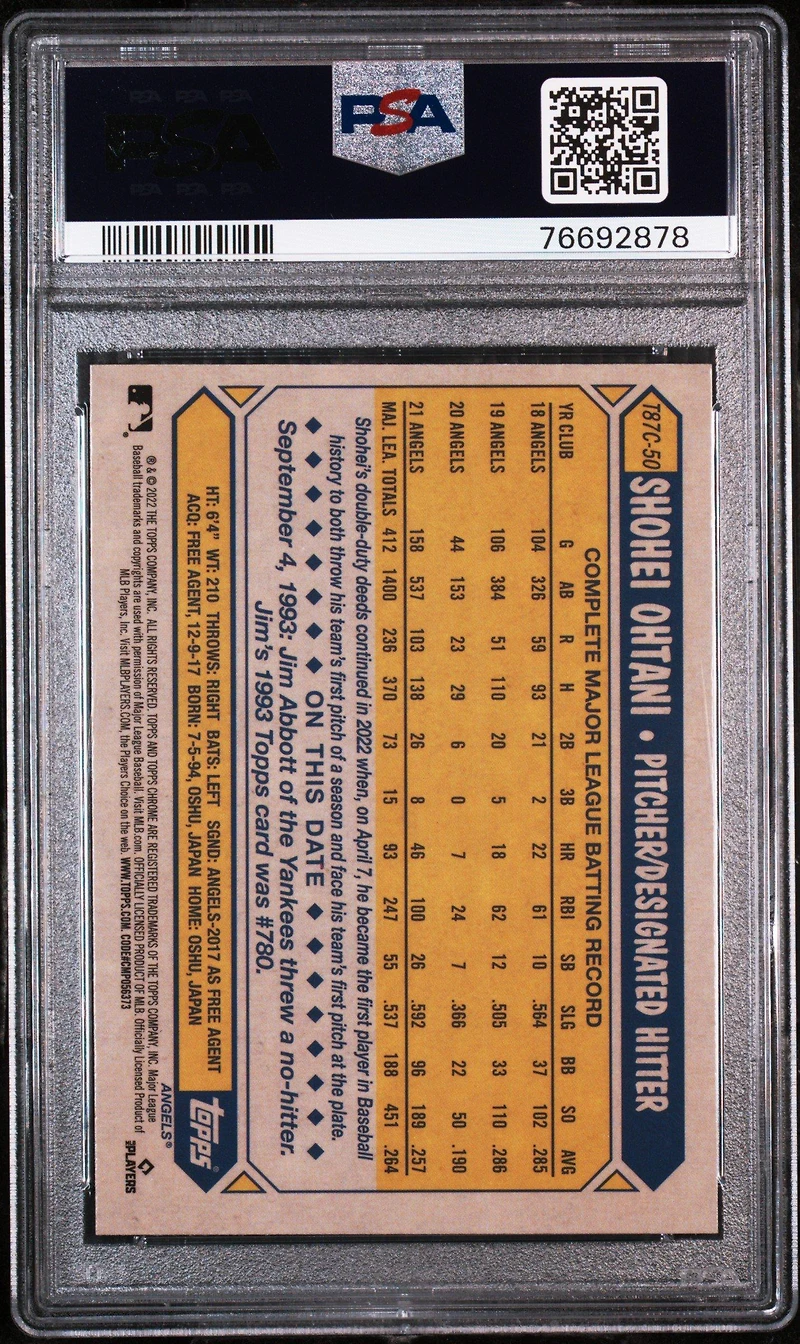 PSA PSA PSA
PSA
PSA PSA PSA
PSA
76692878
T87C-50 SHOHEI OHTANI • PITCHER/DESIGNATED HITTER
COMPLETE MAJOR LEAGUE BATTING RECORD
YR CLUB G AB R H 2B 3B HR RBI SB SLG BB SO AVG
18 ANGELS 104 326 59 93 21 2 22 61 10 .564 37 102 .285
19 ANGELS 106 384 51 110 20 5 18 62 12 .505 33 110 .286
20 ANGELS 44 153 23 29 6 0 7 24 7 .366 22 50 .190
21 ANGELS 158 537 103 138 26 8 46 100 26 .592 96 189 .257
MAJ. LEA. TOTALS 412 1400 236 370 73 15 93 247 55 .537 188 451 .264
Shohei's double-duty deeds continued in 2022 when, on April 7, he became the first player in Baseball
history to both throw his team's first pitch of a season and face his team's first pitch at the plate.
◆ ◆ ◆ ◆ ◆ ◆ ◆ ON THIS DATE ◆ ◆ ◆ ◆ ◆ ◆ ◆
September 4, 1993: Jim Abbott of the Yankees threw a no-hitter.
Jim's 1993 Topps card was #780.
HT: 6'4" WT: 210 THROWS: RIGHT BATS: LEFT SGND: ANGELS-2017 AS FREE AGENT
ACQ: FREE AGENT, 12-9-17 BORN: 7-5-94, OSHU, JAPAN HOME: OSHU, JAPAN
topps®
ANGELS®
® & © 2022 THE TOPPS COMPANY, INC. ALL RIGHTS RESERVED. TOPPS AND TOPPS CHROME ARE REGISTERED TRADEMARKS OF THE TOPPS COMPANY, INC. Major League
Baseball trademarks and copyrights are used with permission of Major League Baseball. Visit MLB.com. OFFICIALLY LICENSED PRODUCT OF MLB. Officially Licensed Product of
MLB Players, Inc. Visit MLBPLAYERS.COM, the Players Choice on the web. WWW.TOPPS.COM. CODE#CMP056373
MLB PLAYERS